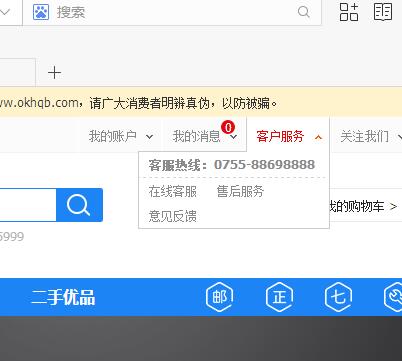 搜索
www.okhqb.com，请广大消费者明辨真伪，以防被骗。
我的账户 我的消息 0 客户服务 关注我们
客服热线：0755-88698888
在线客服 售后服务
意见反馈
我的购物车 >
5999
二手优品 邮 正 七